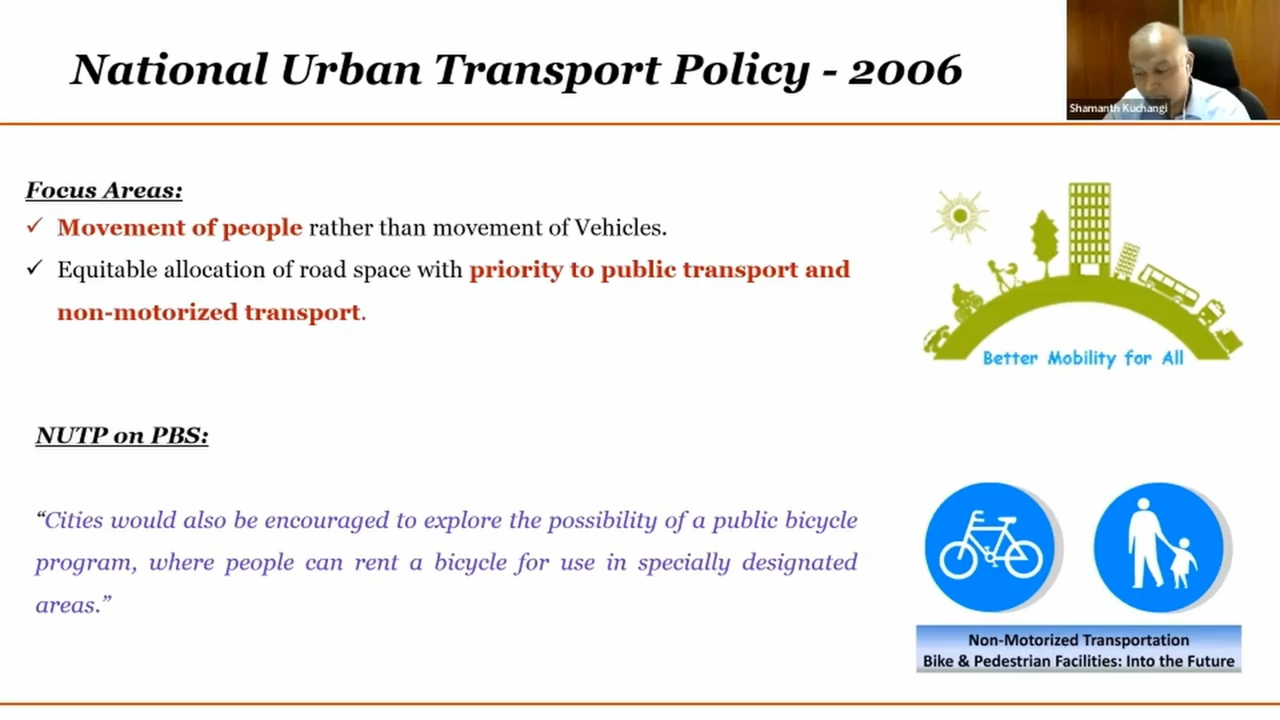 National Urban Transport Policy - 2006
Shamanth Kuchangi
Focus Areas:
✓ Movement of people rather than movement of Vehicles.
✓ Equitable allocation of road space with priority to public transport and
non-motorized transport.
Better Mobility for All
NUTP on PBS:
“Cities would also be encouraged to explore the possibility of a public bicycle
program, where people can rent a bicycle for use in specially designated
areas.”
Non-Motorized Transportation
Bike & Pedestrian Facilities: Into the Future